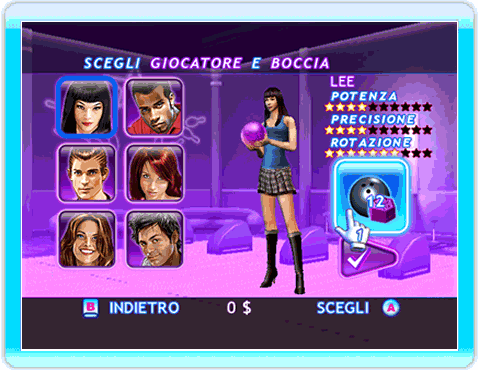 SCEGLI GIOCATORE E BOCCIA
LEE
POTENZA
PRECISIONE
ROTAZIONE
12
1
B INDIETRO 0 $ SCEGLI A